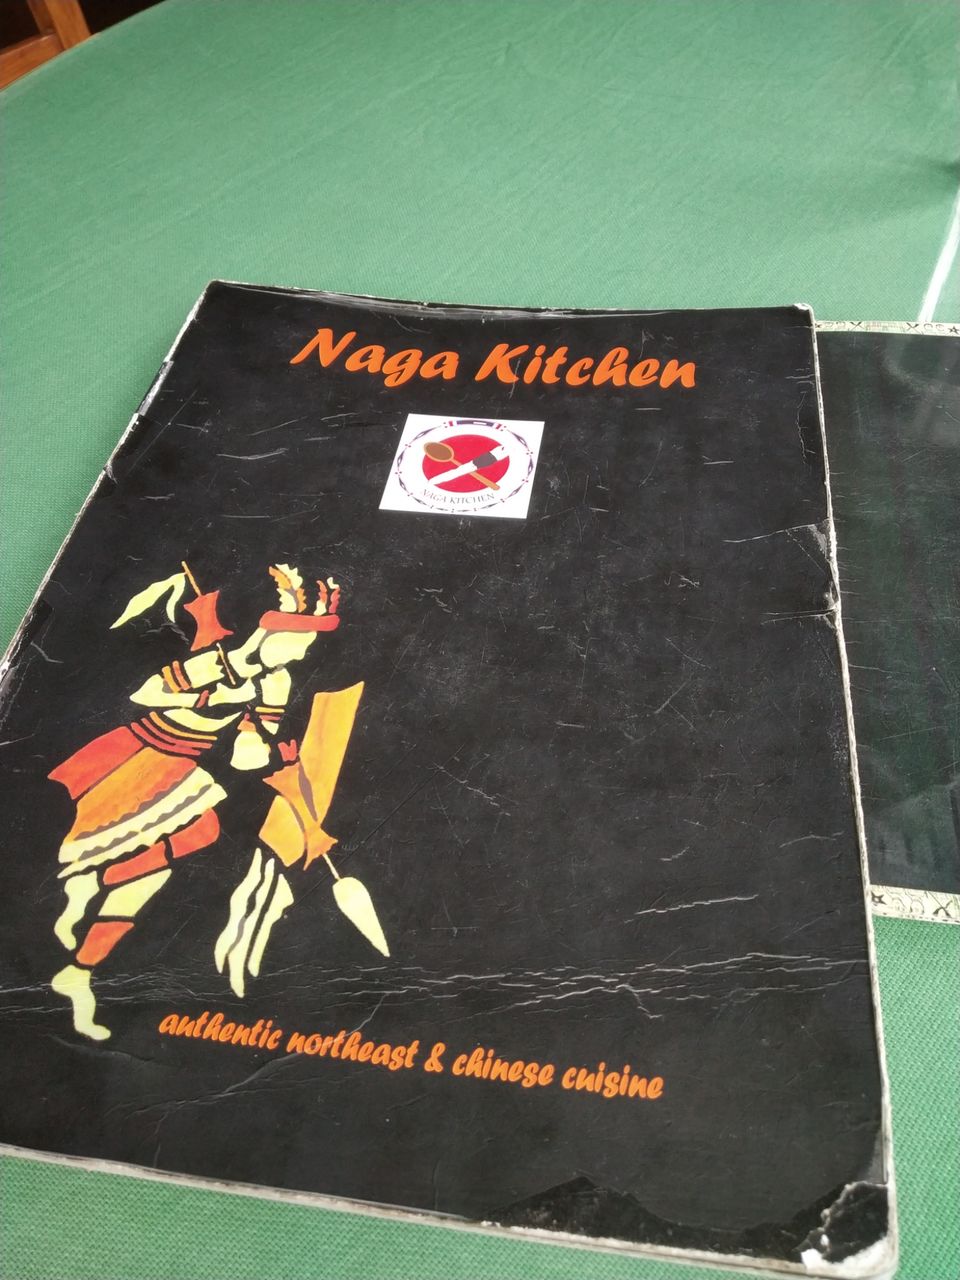 Naga Kitchen
NAGA KITCHEN
authentic northeast & chinese cuisine